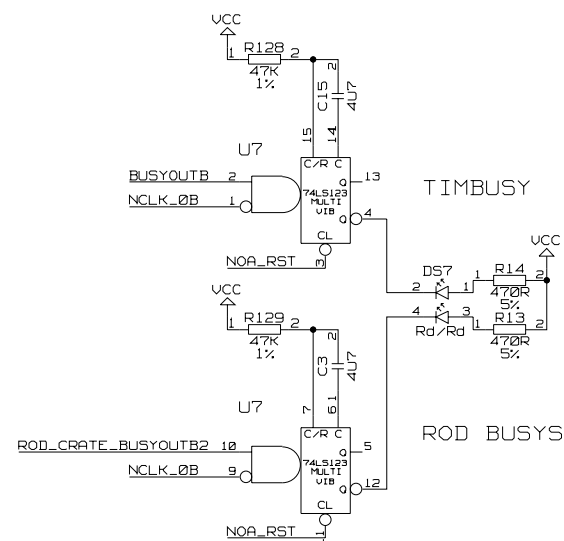 VCC
1 R128 2
47K
1%
C15
2
4U7
15
14
U7
C/R C
BUSYOUTB 2
Q 13
74LS123
MULTI
VIB
TIMBUSY
NCLK_0B 1
Q 4
CL
NOA_RST
3
VCC
DS7
R14
2 1 1 2
470R
5%
VCC
4 3 R13
Rd/Rd 1 2
470R
5%
1 R129 2
47K
1%
C3
2
4U7
7
6 1
U7
C/R C
ROD BUSYS
ROD_CRATE_BUSYOUTB2 10
Q 5
74LS123
MULTI
VIB
NCLK_0B 9
Q 12
CL
NOA_RST
1